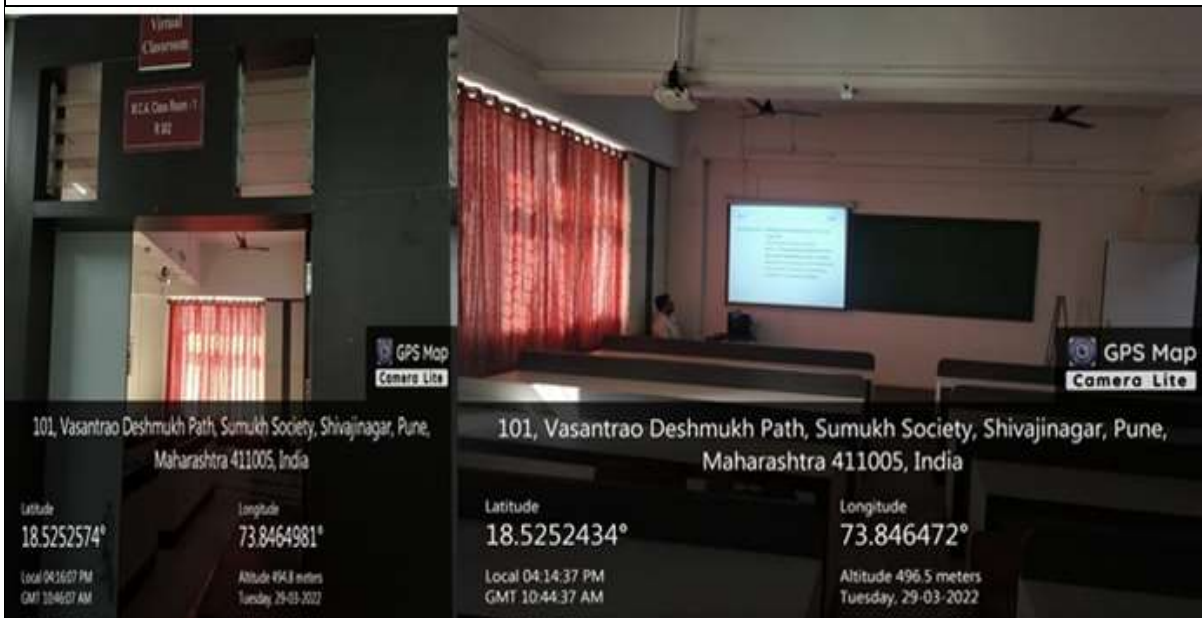 Virtual
Classroom
M.C.A. Class Room - 1
R 102
GPS Map
Camera Lite
101, Vasantrao Deshmukh Path, Sumukh Society, Shivajinagar, Pune,
Maharashtra 411005, India
Latitude
18.5252574°
Longitude
73.8464981°
Local 04:16:07 PM
GMT 10:46:07 AM
Altitude 494.8 meters
Tuesday, 29-03-2022
GPS Map
Camera Lite
101, Vasantrao Deshmukh Path, Sumukh Society, Shivajinagar, Pune,
Maharashtra 411005, India
Latitude
18.5252434°
Longitude
73.846472°
Local 04:14:37 PM
GMT 10:44:37 AM
Altitude 496.5 meters
Tuesday, 29-03-2022